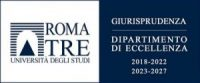 ROMA
TRE
UNIVERSITÀ DEGLI STUDI
GIURISPRUDENZA
DIPARTIMENTO
DI ECCELLENZA
2018-2022
2023-2027